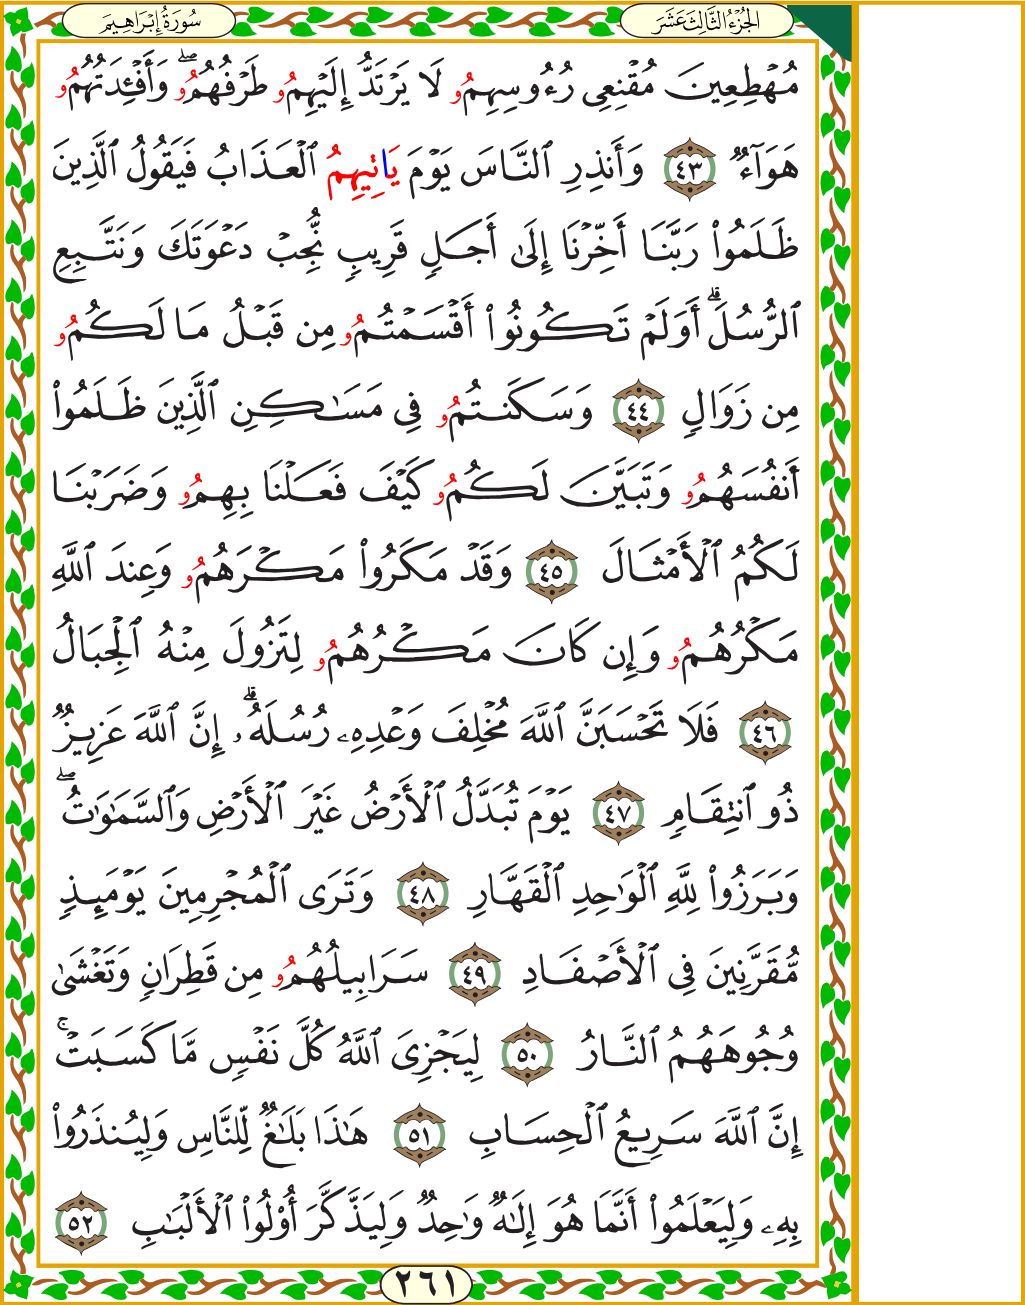 الجُزْءُ الثَّالِثَ عَشَرَ
سُورَةُ إِبْرَاهِيمَ
مُهْطِعِينَ مُقْنِعِى رُءُوسِهِمُو لَا يَرْتَدُّ إِلَيْهِمُو طَرْفُهُمُوۖ وَأَفْـِٔدَتُهُمُو
هَوَآءٌ ٤٣ وَأَنذِرِ ٱلنَّاسَ يَوْمَ يَاتِيهِمُ ٱلْعَذَابُ فَيَقُولُ ٱلَّذِينَ
ظَلَمُوا۟ رَبَّنَا أَخِّرْنَا إِلَىٰ أَجَلٍ قَرِيبٍ نُّجِبْ دَعْوَتَكَ وَنَتَّبِعِ
ٱلرُّسُلَۗ أَوَلَمْ تَكُونُوا۟ أَقْسَمْتُمُو مِن قَبْلُ مَا لَكُمُو
مِن زَوَالٍ ٤٤ وَسَكَنتُمُو فِى مَسَـٰكِنِ ٱلَّذِينَ ظَلَمُوا۟
أَنفُسَهُمُو وَتَبَيَّنَ لَكُمُو كَيْفَ فَعَلْنَا بِهِمُو وَضَرَبْنَا
لَكُمُ ٱلْأَمْثَالَ ٤٥ وَقَدْ مَكَرُوا۟ مَكْرَهُمُو وَعِندَ ٱللَّهِ
مَكْرُهُمُو وَإِن كَانَ مَكْرُهُمُو لِتَزُولَ مِنْهُ ٱلْجِبَالُ
٤٦ فَلَا تَحْسَبَنَّ ٱللَّهَ مُخْلِفَ وَعْدِهِۦ رُسُلَهُۥۗ إِنَّ ٱللَّهَ عَزِيزٌ
ذُو ٱنتِقَامٍ ٤٧ يَوْمَ تُبَدَّلُ ٱلْأَرْضُ غَيْرَ ٱلْأَرْضِ وَٱلسَّمَـٰوَٰتُۖ
وَبَرَزُوا۟ لِلَّهِ ٱلْوَٰحِدِ ٱلْقَهَّارِ ٤٨ وَتَرَى ٱلْمُجْرِمِينَ يَوْمَئِذٍ
مُّقَرَّنِينَ فِى ٱلْأَصْفَادِ ٤٩ سَرَابِيلُهُمُو مِن قَطِرَانٍ وَتَغْشَىٰ
وُجُوهَهُمُ ٱلنَّارُ ٥٠ لِيَجْزِىَ ٱللَّهُ كُلَّ نَفْسٍ مَّا كَسَبَتْۚ
إِنَّ ٱللَّهَ سَرِيعُ ٱلْحِسَابِ ٥١ هَـٰذَا بَلَـٰغٌ لِّلنَّاسِ وَلِيُنذَرُوا۟
بِهِۦ وَلِيَعْلَمُوا۟ أَنَّمَا هُوَ إِلَـٰهٌ وَٰحِدٌ وَلِيَذَّكَّرَ أُو۟لُوا۟ ٱلْأَلْبَـٰبِ ٥٢
٢٦١